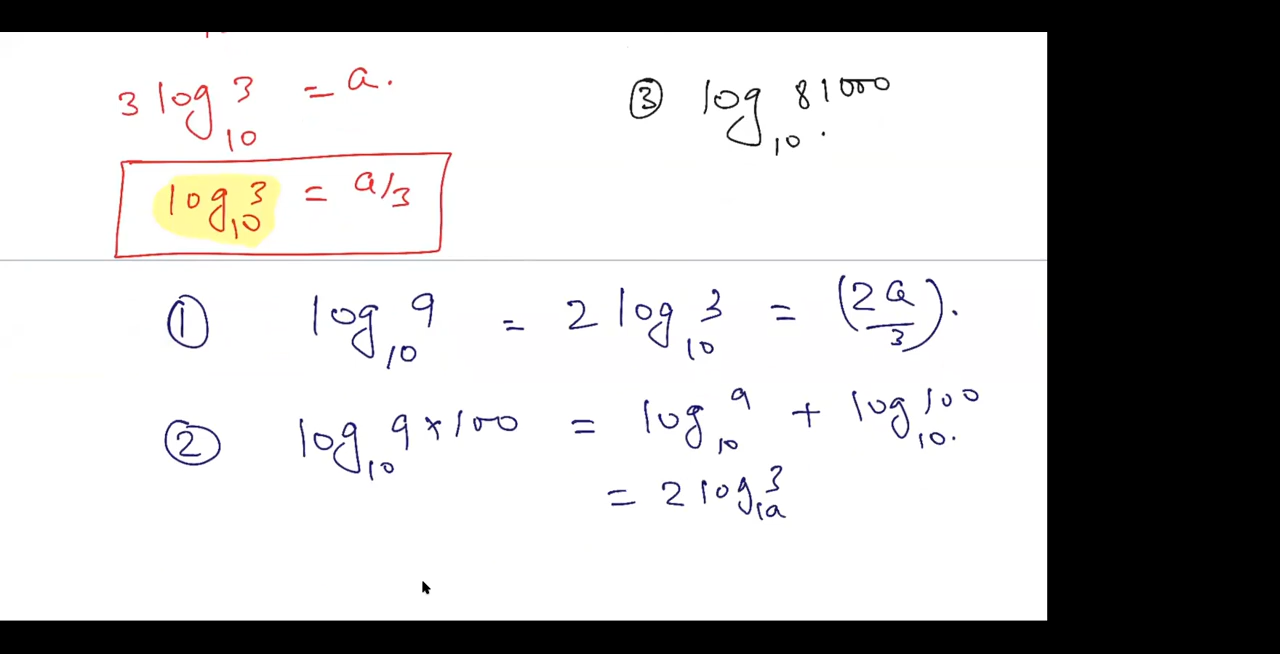 3 log₁₀ 3 = a.
log₁₀ 3 = a/3
③ log₁₀ 81000
① log₁₀ 9 = 2 log₁₀ 3 = (2a/3).
② log₁₀ 9×100 = log₁₀ 9 + log₁₀ 100
= 2 log₁₀ 3